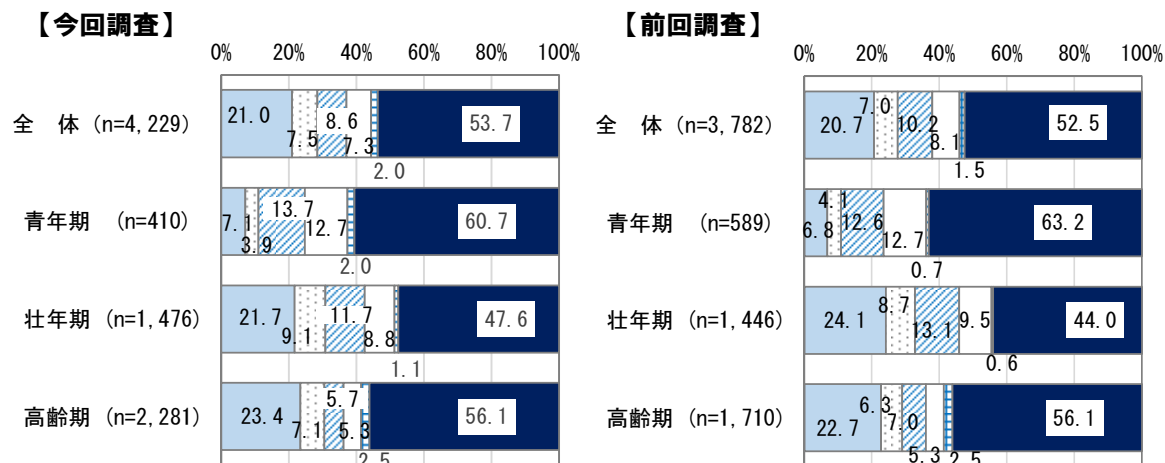 【今回調査】
0% 20% 40% 60% 80% 100%
全 体 (n=4,229)
21.0 7.5 8.6 7.3 2.0 53.7
青年期 (n=410)
7.1 3.9 13.7 12.7 2.0 60.7
壮年期 (n=1,476)
21.7 9.1 11.7 8.8 1.1 47.6
高齢期 (n=2,281)
23.4 7.1 5.7 5.3 2.5 56.1
【前回調査】
0% 20% 40% 60% 80% 100%
全 体 (n=3,782)
20.7 7.0 10.2 8.1 1.5 52.5
青年期 (n=589)
6.8 4.1 12.6 12.7 0.7 63.2
壮年期 (n=1,446)
24.1 8.7 13.1 9.5 0.6 44.0
高齢期 (n=1,710)
22.7 6.3 7.0 5.3 2.5 56.1